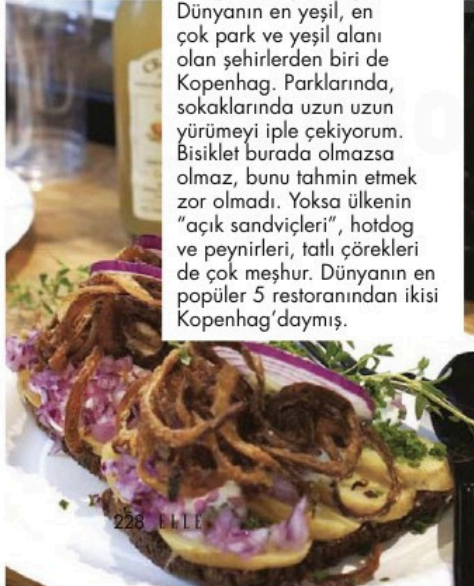 Dünyanın en yeşil, en
çok park ve yeşil alanı
olan şehirlerden biri de
Kopenhag. Parklarında,
sokaklarında uzun uzun
yürümeyi iple çekiyorum.
Bisiklet burada olmazsa
olmaz, bunu tahmin etmek
zor olmadı. Yoksa ülkenin
“açık sandviçleri”, hotdog
ve peynirleri, tatlı çörekleri
de çok meşhur. Dünyanın en
popüler 5 restoranından ikisi
Kopenhag’daymış.
228 ELLE